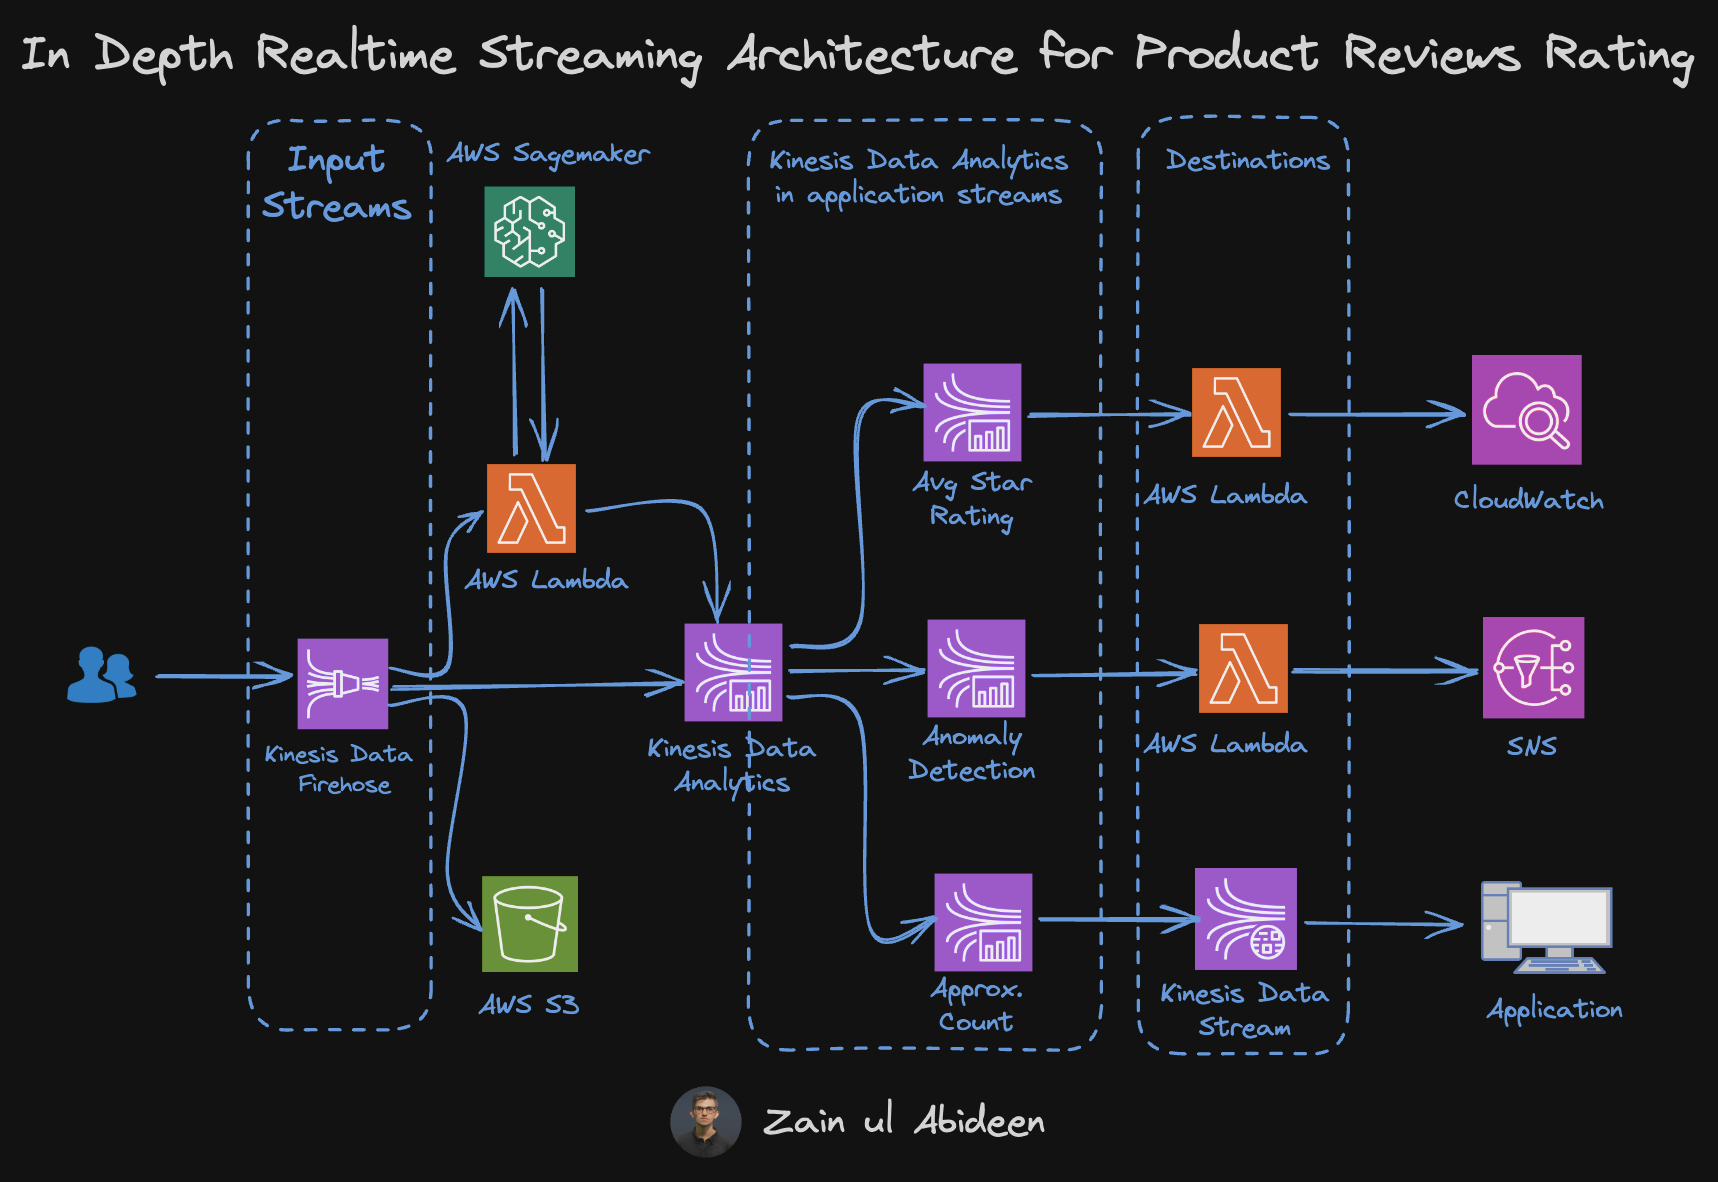 In Depth Realtime Streaming Architecture for Product Reviews Rating
Input
Streams
AWS Sagemaker
Kinesis Data Analytics
in application streams
Destinations
Avg Star
Rating
AWS Lambda
CloudWatch
AWS Lambda
Kinesis Data
Firehose
Kinesis Data
Analytics
Anomaly
Detection
AWS Lambda
SNS
AWS S3
Approx.
Count
Kinesis Data
Stream
Application
Zain ul Abideen